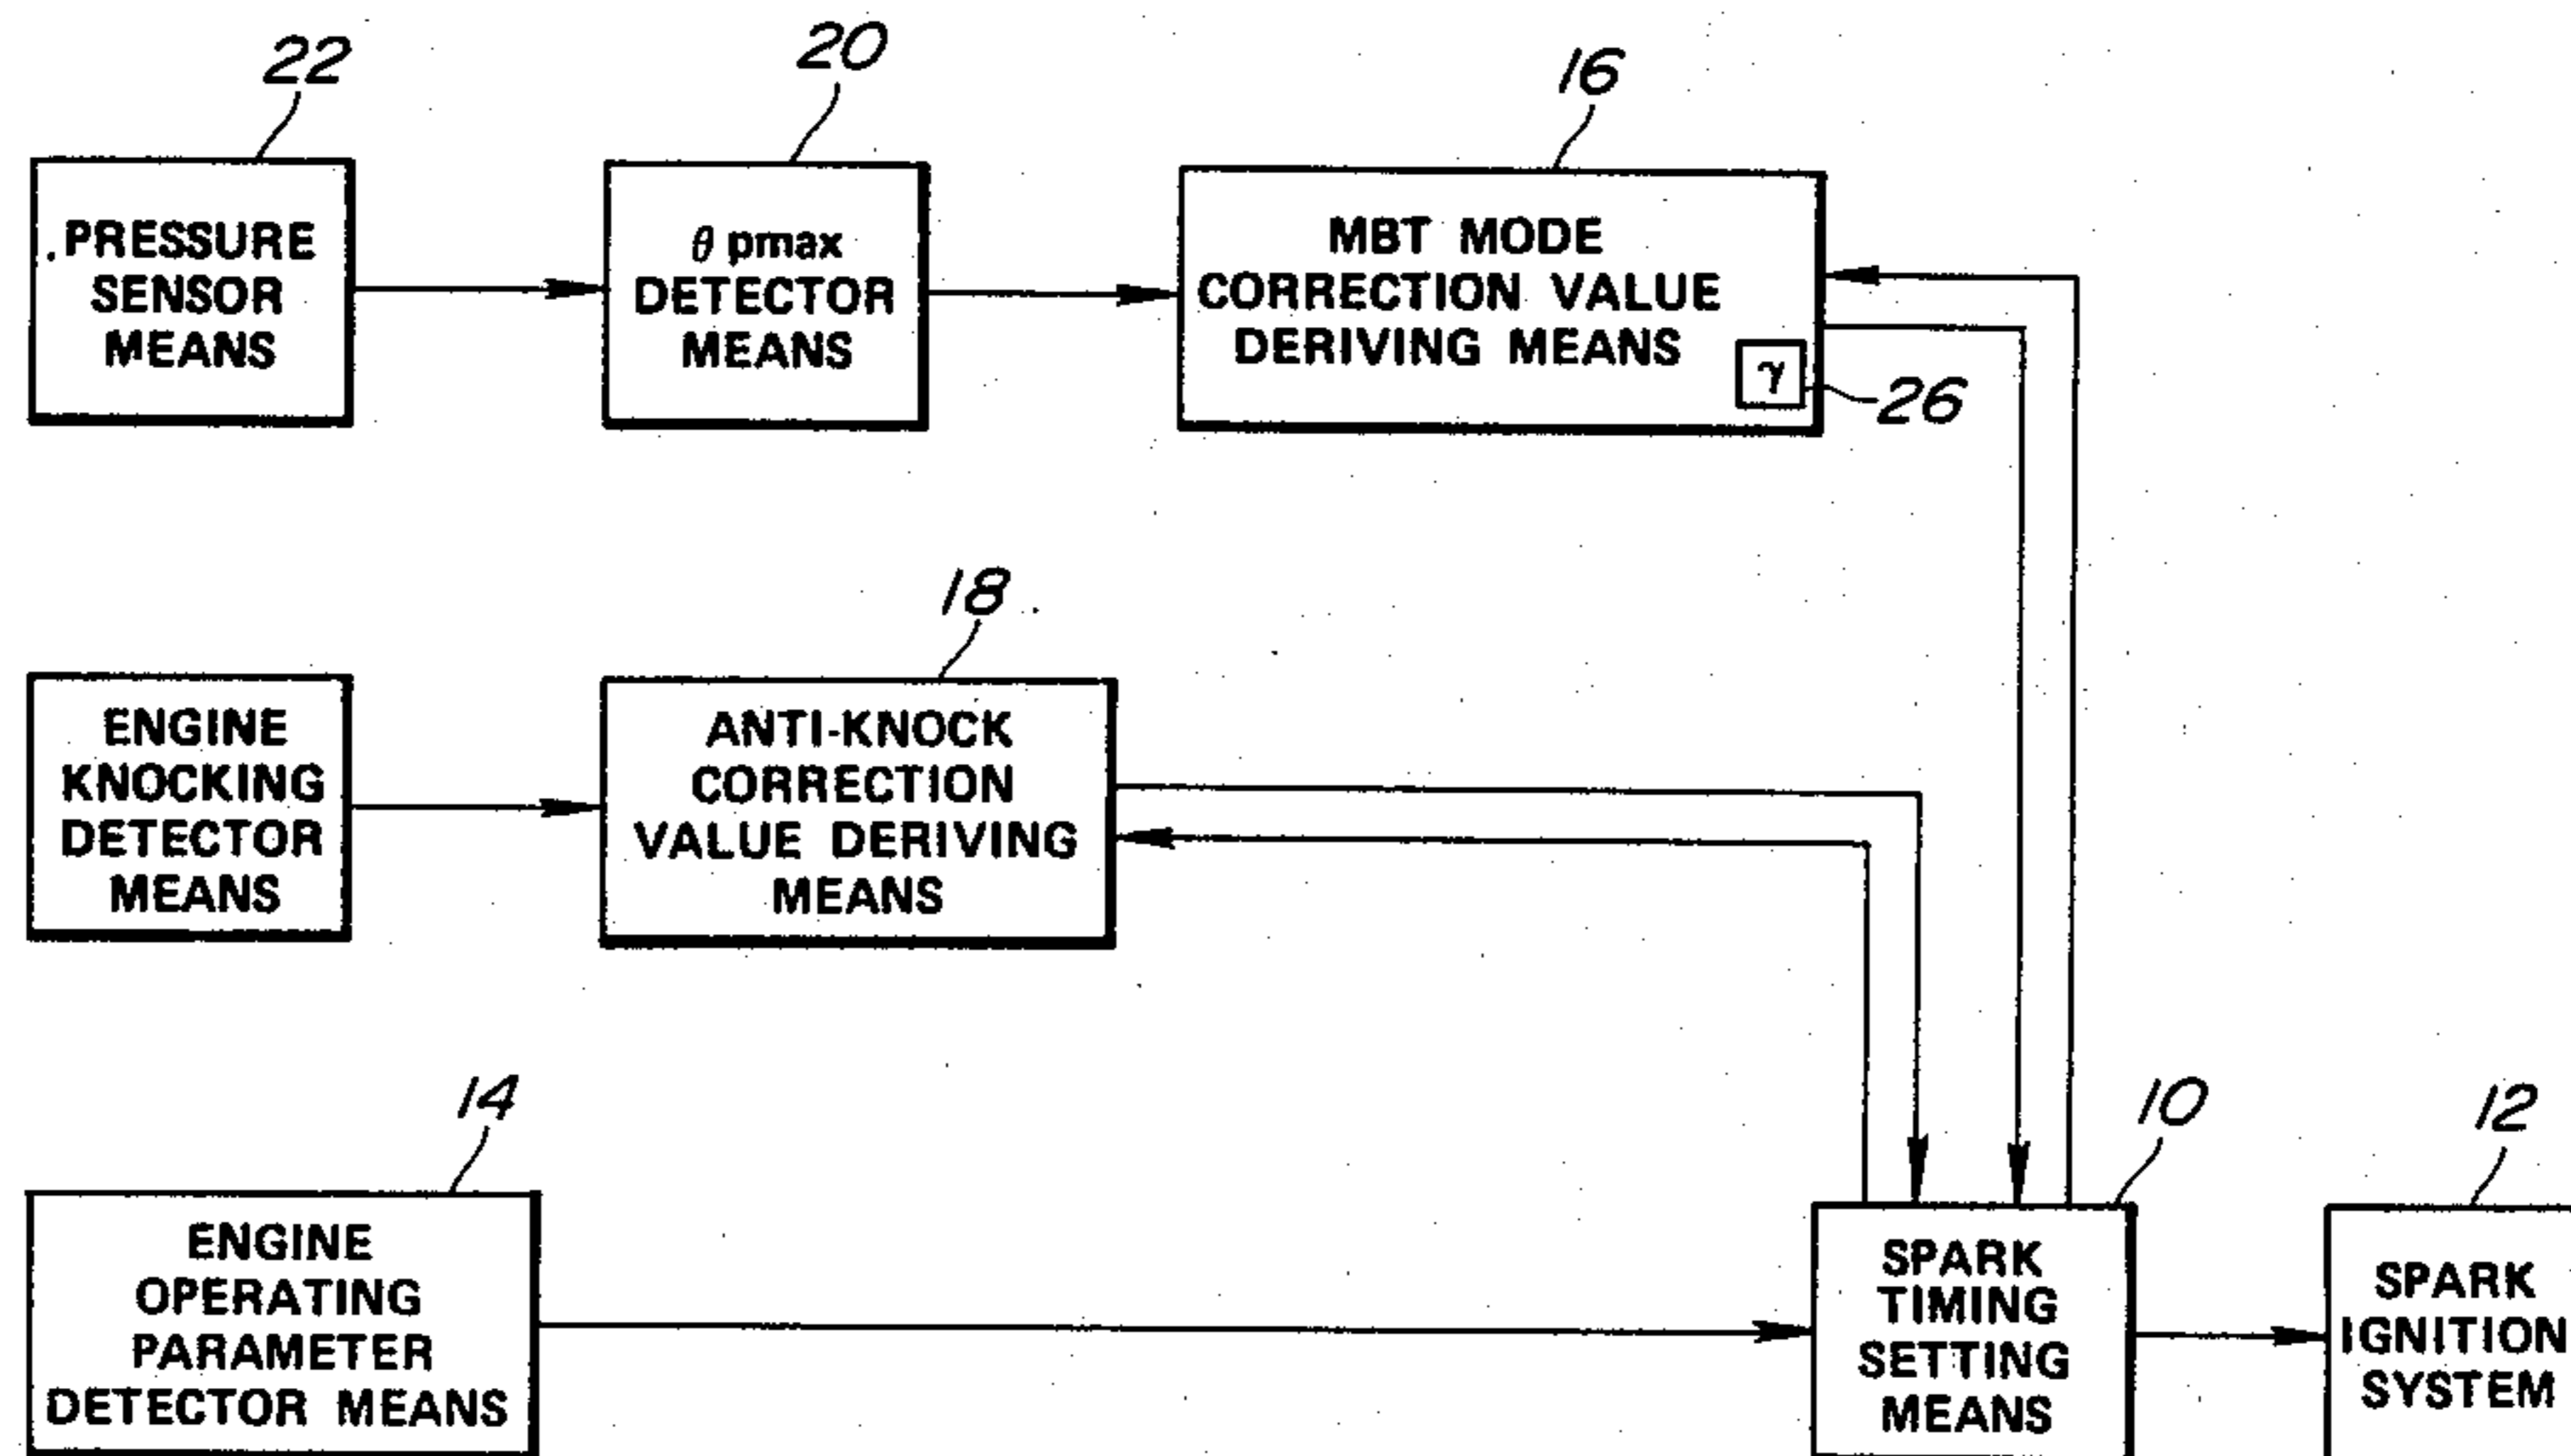 22
20
16
PRESSURE
SENSOR
MEANS
θ pmax
DETECTOR
MEANS
MBT MODE
CORRECTION VALUE
DERIVING MEANS
γ
26
18
ENGINE
KNOCKING
DETECTOR
MEANS
ANTI-KNOCK
CORRECTION
VALUE DERIVING
MEANS
14
10
12
ENGINE
OPERATING
PARAMETER
DETECTOR MEANS
SPARK
TIMING
SETTING
MEANS
SPARK
IGNITION
SYSTEM